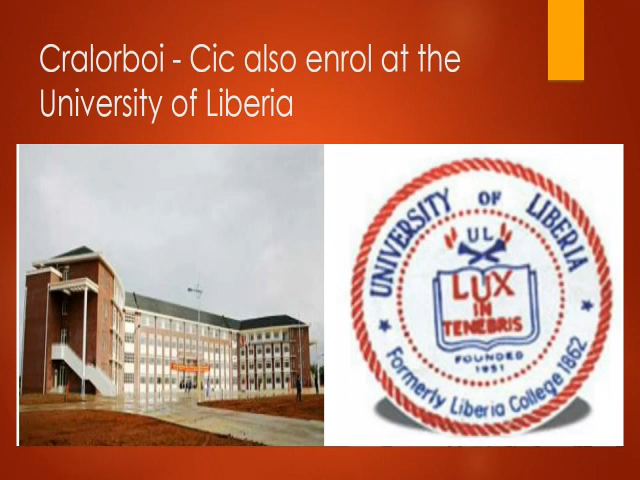 Cralorboi - Cic also enrol at the
University of Liberia
UNIVERSITY OF LIBERIA
UL
LUX
IN
TENEBRIS
FOUNDED
1951
Formerly Liberia College 1862